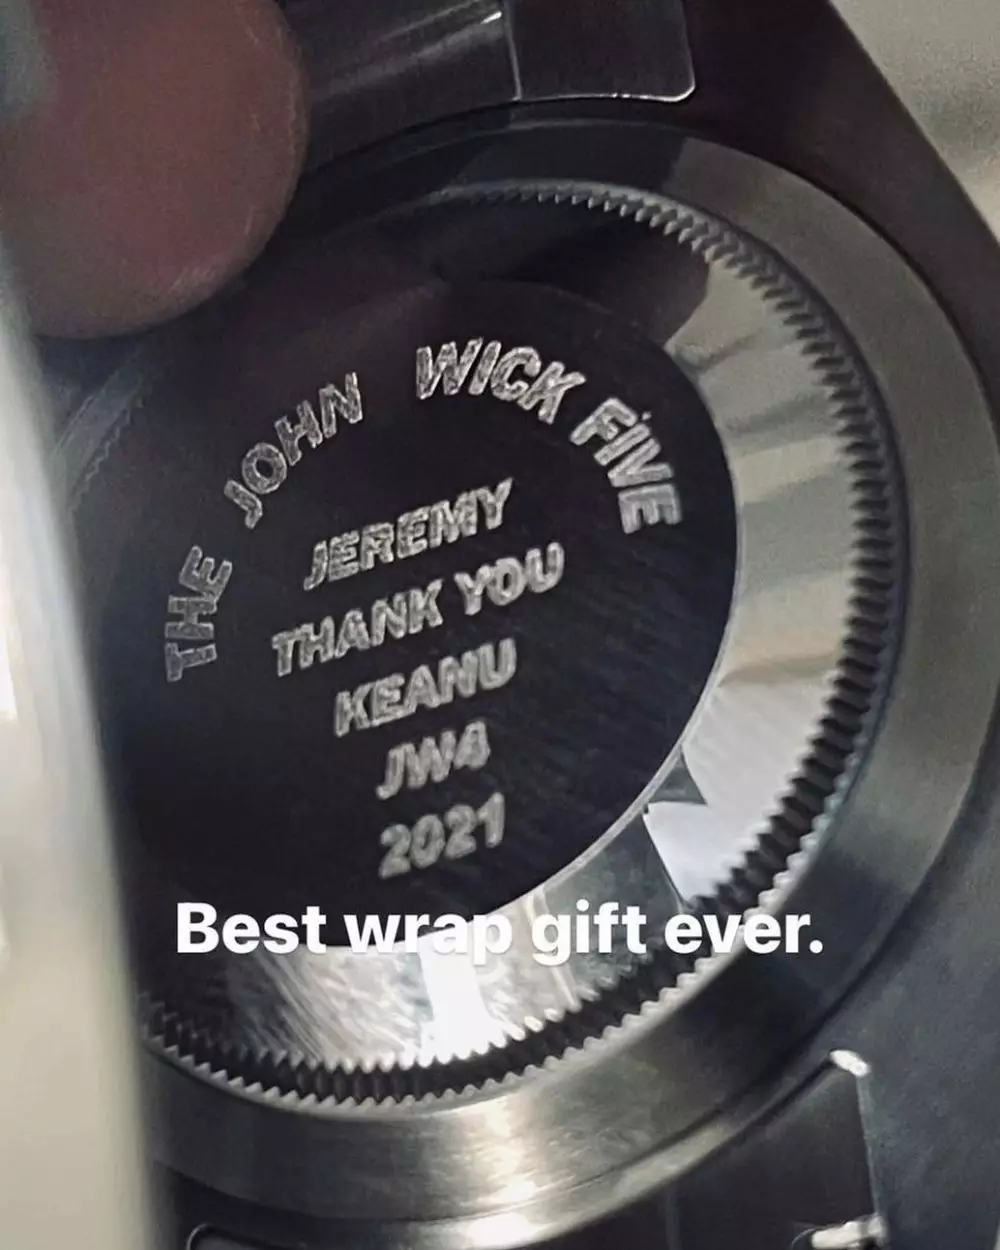 THE JOHN WICK FIVE
JEREMY
THANK YOU
KEANU
JW4
2021
Best wrap gift ever.